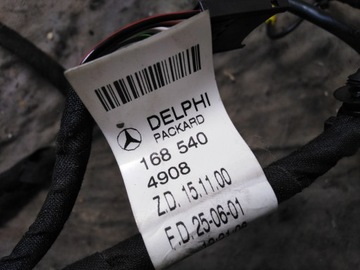 DELPHI
PACKARD
168 540
4908
Z.D. 15.11.00
F.D. 25-06-01